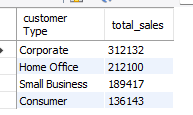 customer total_sales
Type
Corporate 312132
Home Office 212100
Small Business 189417
Consumer 136143